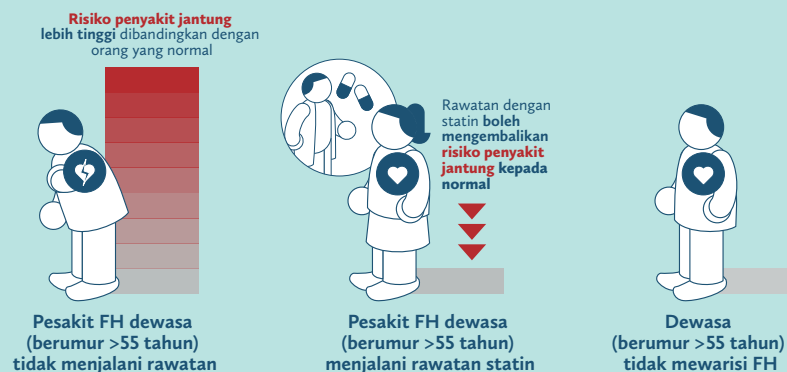 Risiko penyakit jantung
lebih tinggi dibandingkan dengan
orang yang normal
Rawatan dengan
statin boleh
mengembalikan
risiko penyakit
jantung kepada
normal
Pesakit FH dewasa
(berumur >55 tahun)
tidak menjalani rawatan
Pesakit FH dewasa
(berumur >55 tahun)
menjalani rawatan statin
Dewasa
(berumur >55 tahun)
tidak mewarisi FH